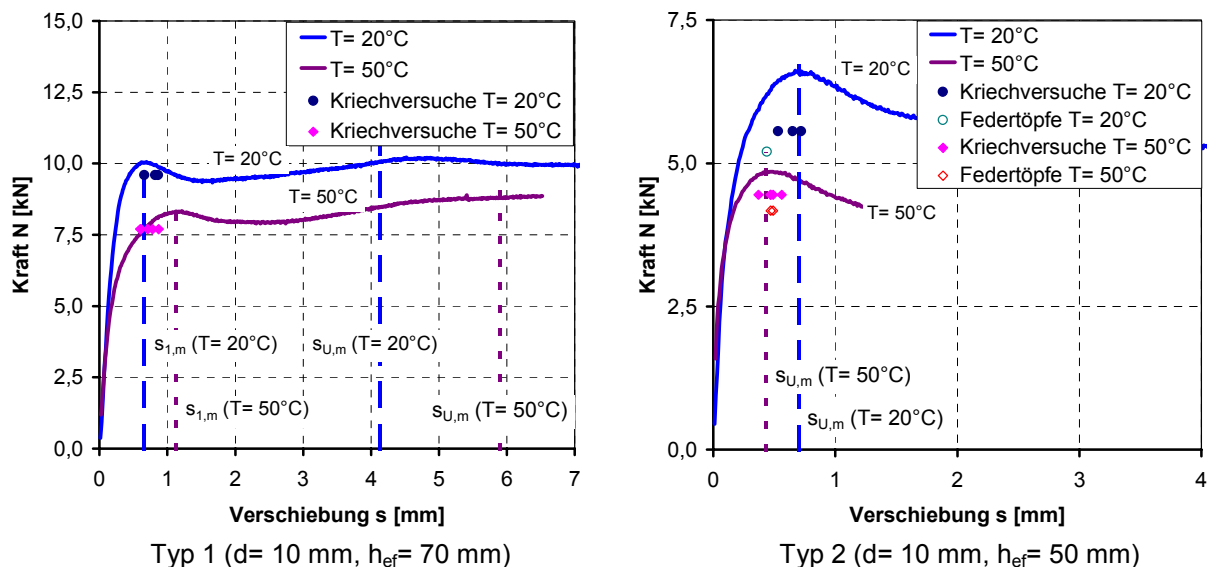 15,0
12,5
10,0
7,5
5,0
2,5
0,0
Kraft N [kN]
T= 20°C
T= 50°C
Kriechversuche T= 20°C
Kriechversuche T= 50°C
T= 20°C
T= 50°C
s1,m (T= 20°C)
sU,m (T= 20°C)
s1,m (T= 50°C)
sU,m (T= 50°C)
0 1 2 3 4 5 6 7
Verschiebung s [mm]
Typ 1 (d= 10 mm, hef= 70 mm)
7,5
5,0
2,5
0,0
Kraft N [kN]
T= 20°C
T= 50°C
Kriechversuche T= 20°C
Federtöpfe T= 20°C
Kriechversuche T= 50°C
Federtöpfe T= 50°C
T= 20°C
T= 50°C
sU,m (T= 50°C)
sU,m (T= 20°C)
0 1 2 3 4
Verschiebung s [mm]
Typ 2 (d= 10 mm, hef= 50 mm)